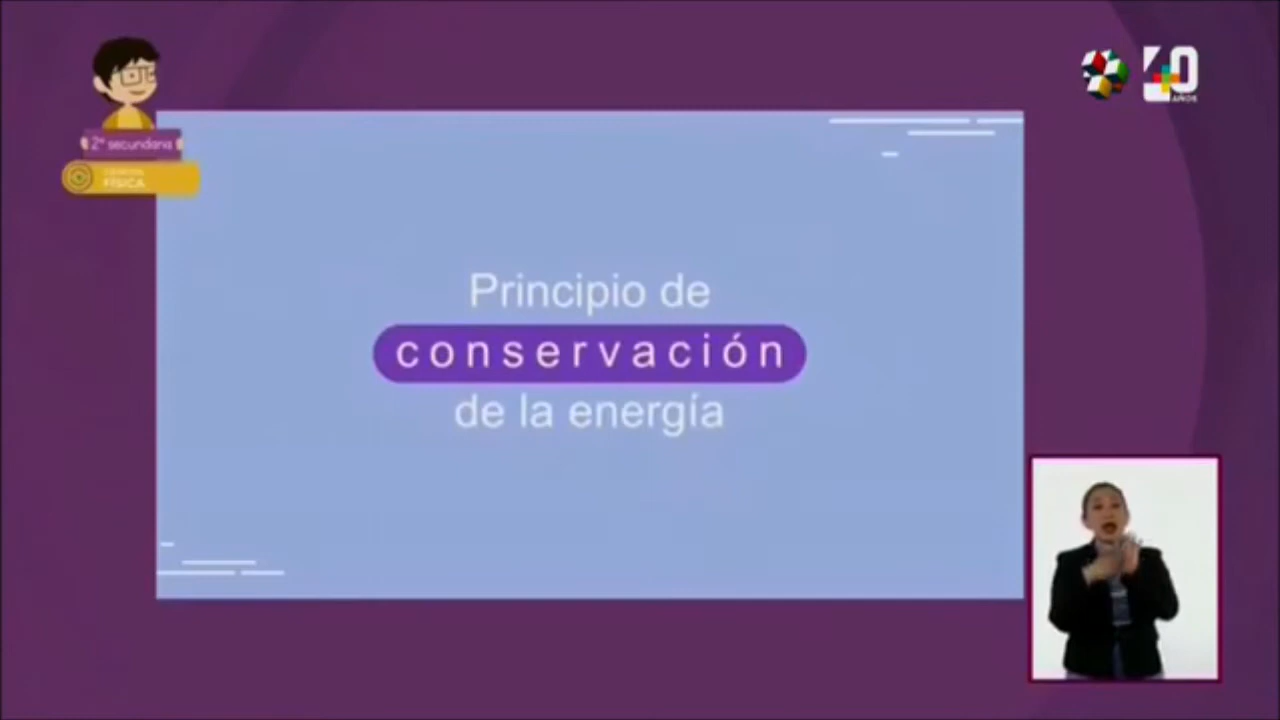 2° secundaria
FÍSICA
40
AÑOS
Principio de
conservación
de la energía